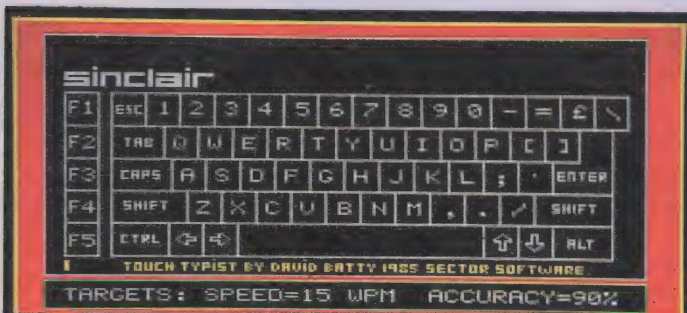 sinclair
F1 ESC 1 2 3 4 5 6 7 8 9 0 - = £ \
F2 TAB Q W E R T Y U I O P [ ]
F3 CAPS A S D F G H J K L ; ' ENTER
F4 SHIFT Z X C V B N M , . / SHIFT
F5 CTRL ⇦ ⇨ ⇧ ⇩ ALT
TOUCH TYPIST BY DAVID BATTY 1985 SECTOR SOFTWARE
TARGETS: SPEED=15 WPM ACCURACY=90%